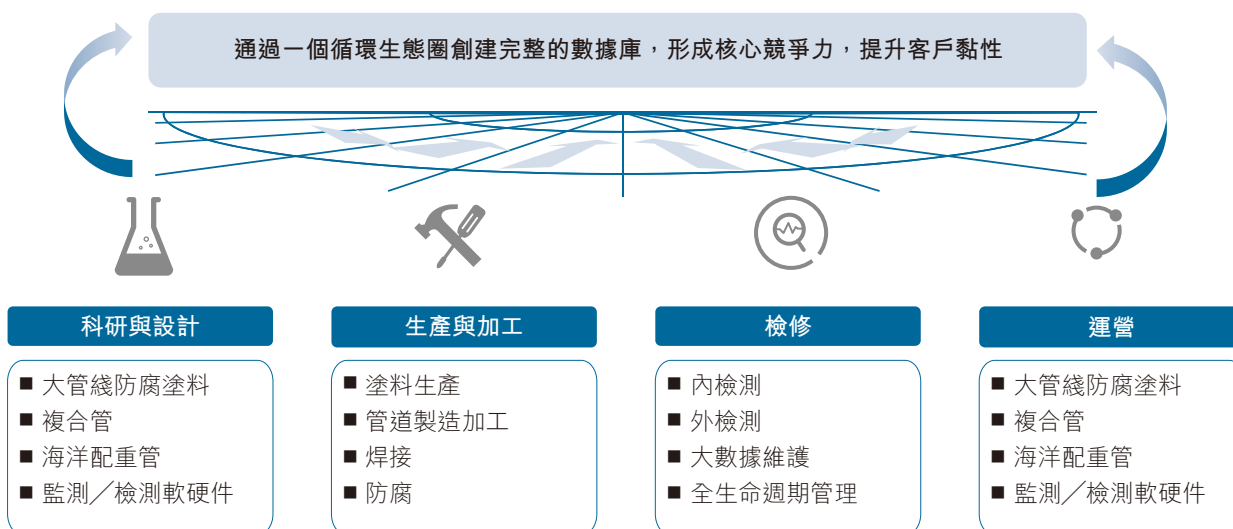 通過一個循環生態圈創建完整的數據庫，形成核心競爭力，提升客戶黏性
科研與設計
■ 大管綫防腐塗料
■ 複合管
■ 海洋配重管
■ 監測／檢測軟硬件
生產與加工
■ 塗料生產
■ 管道製造加工
■ 焊接
■ 防腐
檢修
■ 內檢測
■ 外檢測
■ 大數據維護
■ 全生命週期管理
運營
■ 大管綫防腐塗料
■ 複合管
■ 海洋配重管
■ 監測／檢測軟硬件